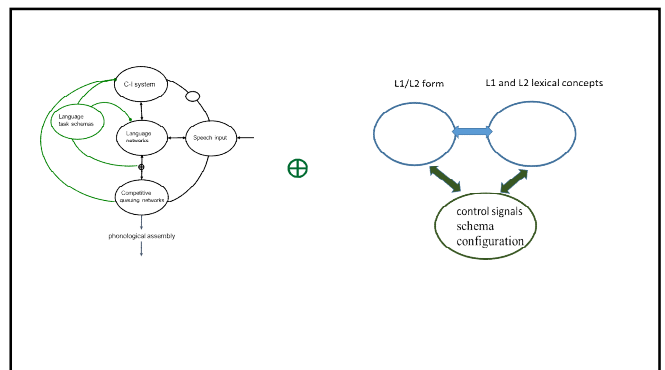 C-I system
Language
task schemas
Language
networks
Speech input
Competitive
queuing networks
phonological assembly
L1/L2 form
L1 and L2 lexical concepts
control signals
schema
configuration